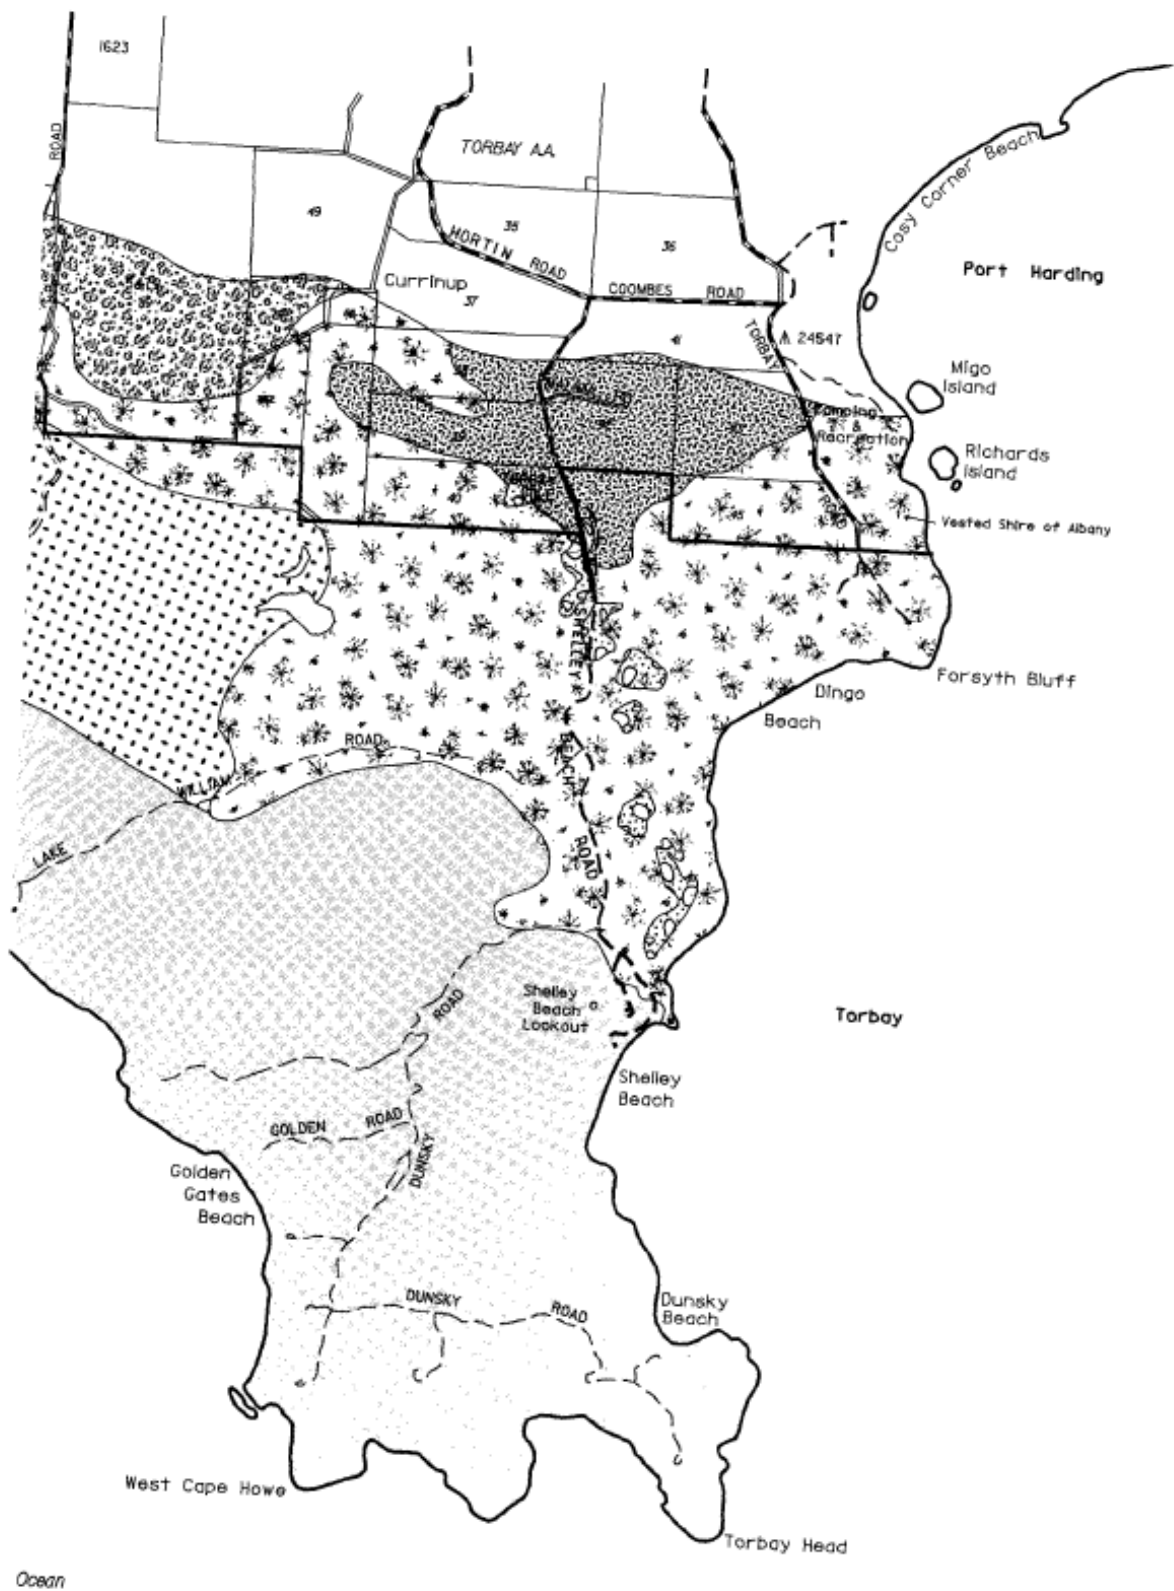 1623
ROAD
TORBAY A.A.
Cosy Corner Beach
49
35
36
HORTIN ROAD
Port Harding
Currinup
37
COOMBES ROAD
TORBAY
41
24547
Migo
Island
Camping
&
Recreation
Richards
Island
Vested Shire of Albany
SHELLEY BEACH ROAD
Forsyth Bluff
Dingo
Beach
LAKE WILLIAM ROAD
Shelley
Beach
Lookout
ROAD
Torbay
Shelley
Beach
GOLDEN ROAD
DUNSKY
Golden
Gates
Beach
DUNSKY ROAD
Dunsky
Beach
West Cape Howe
Torbay Head
Ocean